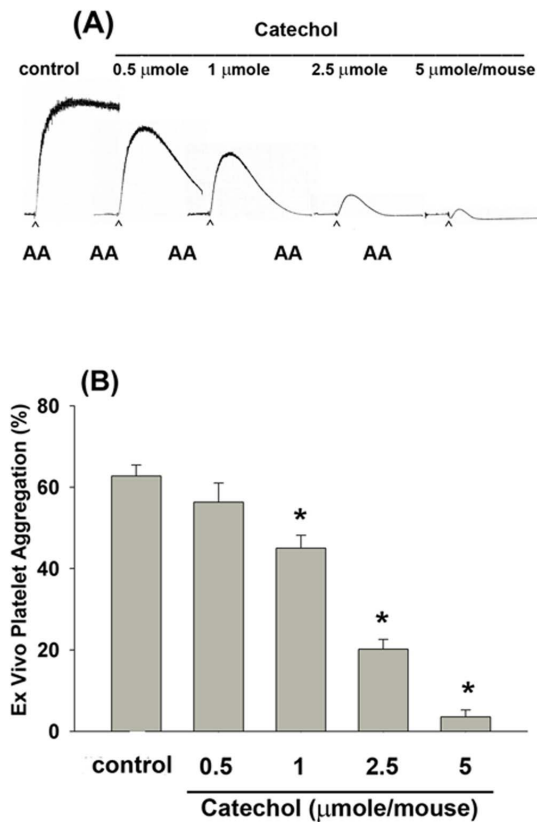 (A)
Catechol
control 0.5 μmole 1 μmole 2.5 μmole 5 μmole/mouse
^ ^ ^ ^ ^
AA AA AA AA AA
(B)
Ex Vivo Platelet Aggregation (%)
80
60
40
20
0
* * *
control 0.5 1 2.5 5
Catechol (μmole/mouse)